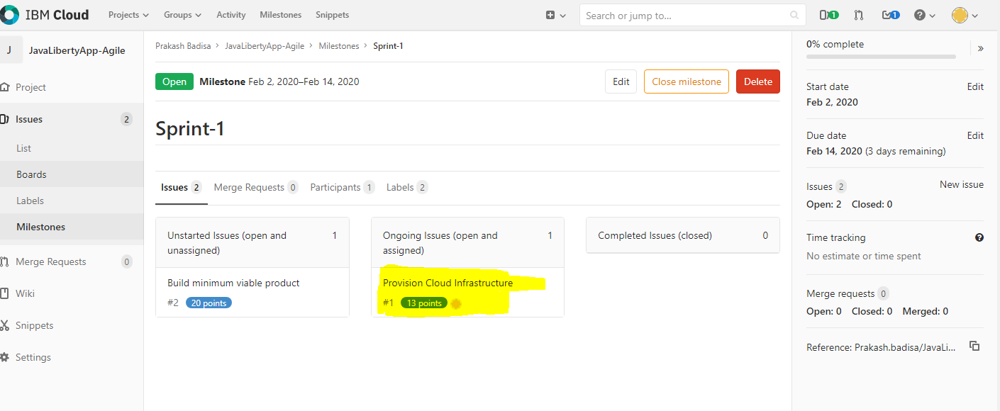 IBM Cloud Projects Groups Activity Milestones Snippets Search or jump to... 1 1
J JavaLibertyApp-Agile
Project
Issues 2
List
Boards
Labels
Milestones
Merge Requests 0
Wiki
Snippets
Settings
Prakash Badisa > JavaLibertyApp-Agile > Milestones > Sprint-1
Open Milestone Feb 2, 2020–Feb 14, 2020 Edit Close milestone Delete
Sprint-1
Issues 2 Merge Requests 0 Participants 1 Labels 2
Unstarted Issues (open and 1
unassigned)
Build minimum viable product
#2 20 points
Ongoing Issues (open and 1
assigned)
Provision Cloud Infrastructure
#1 13 points
Completed Issues (closed) 0
0% complete »
Start date Edit
Feb 2, 2020
Due date Edit
Feb 14, 2020 (3 days remaining)
Issues 2 New issue
Open: 2 Closed: 0
Time tracking ?
No estimate or time spent
Merge requests 0
Open: 0 Closed: 0 Merged: 0
Reference: Prakash.badisa/JavaLi...